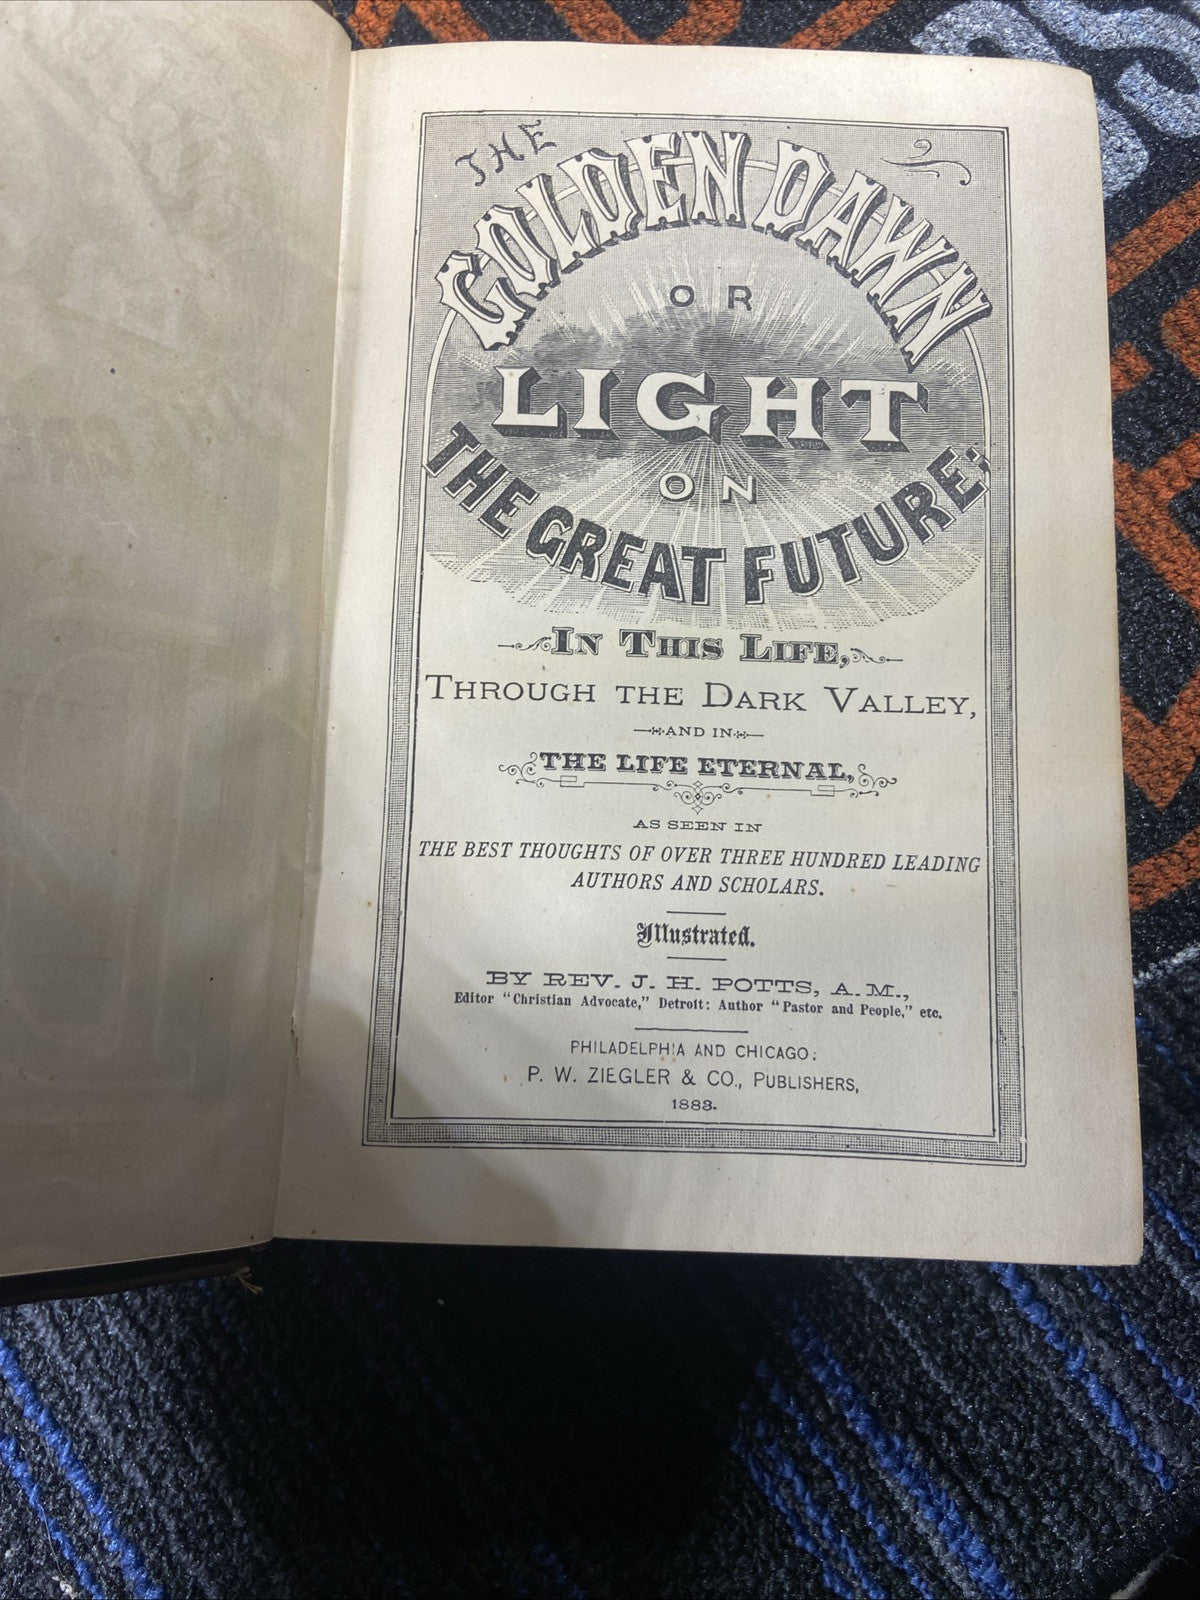 THE
GOLDEN DAWN
OR
LIGHT
ON
THE GREAT FUTURE:
IN THIS LIFE,
THROUGH THE DARK VALLEY,
AND IN
THE LIFE ETERNAL,
AS SEEN IN
THE BEST THOUGHTS OF OVER THREE HUNDRED LEADING
AUTHORS AND SCHOLARS.
Illustrated.
BY REV. J. H. POTTS, A. M.,
Editor "Christian Advocate," Detroit: Author "Pastor and People," etc.
PHILADELPHIA AND CHICAGO:
P. W. ZIEGLER & CO., PUBLISHERS,
1883.